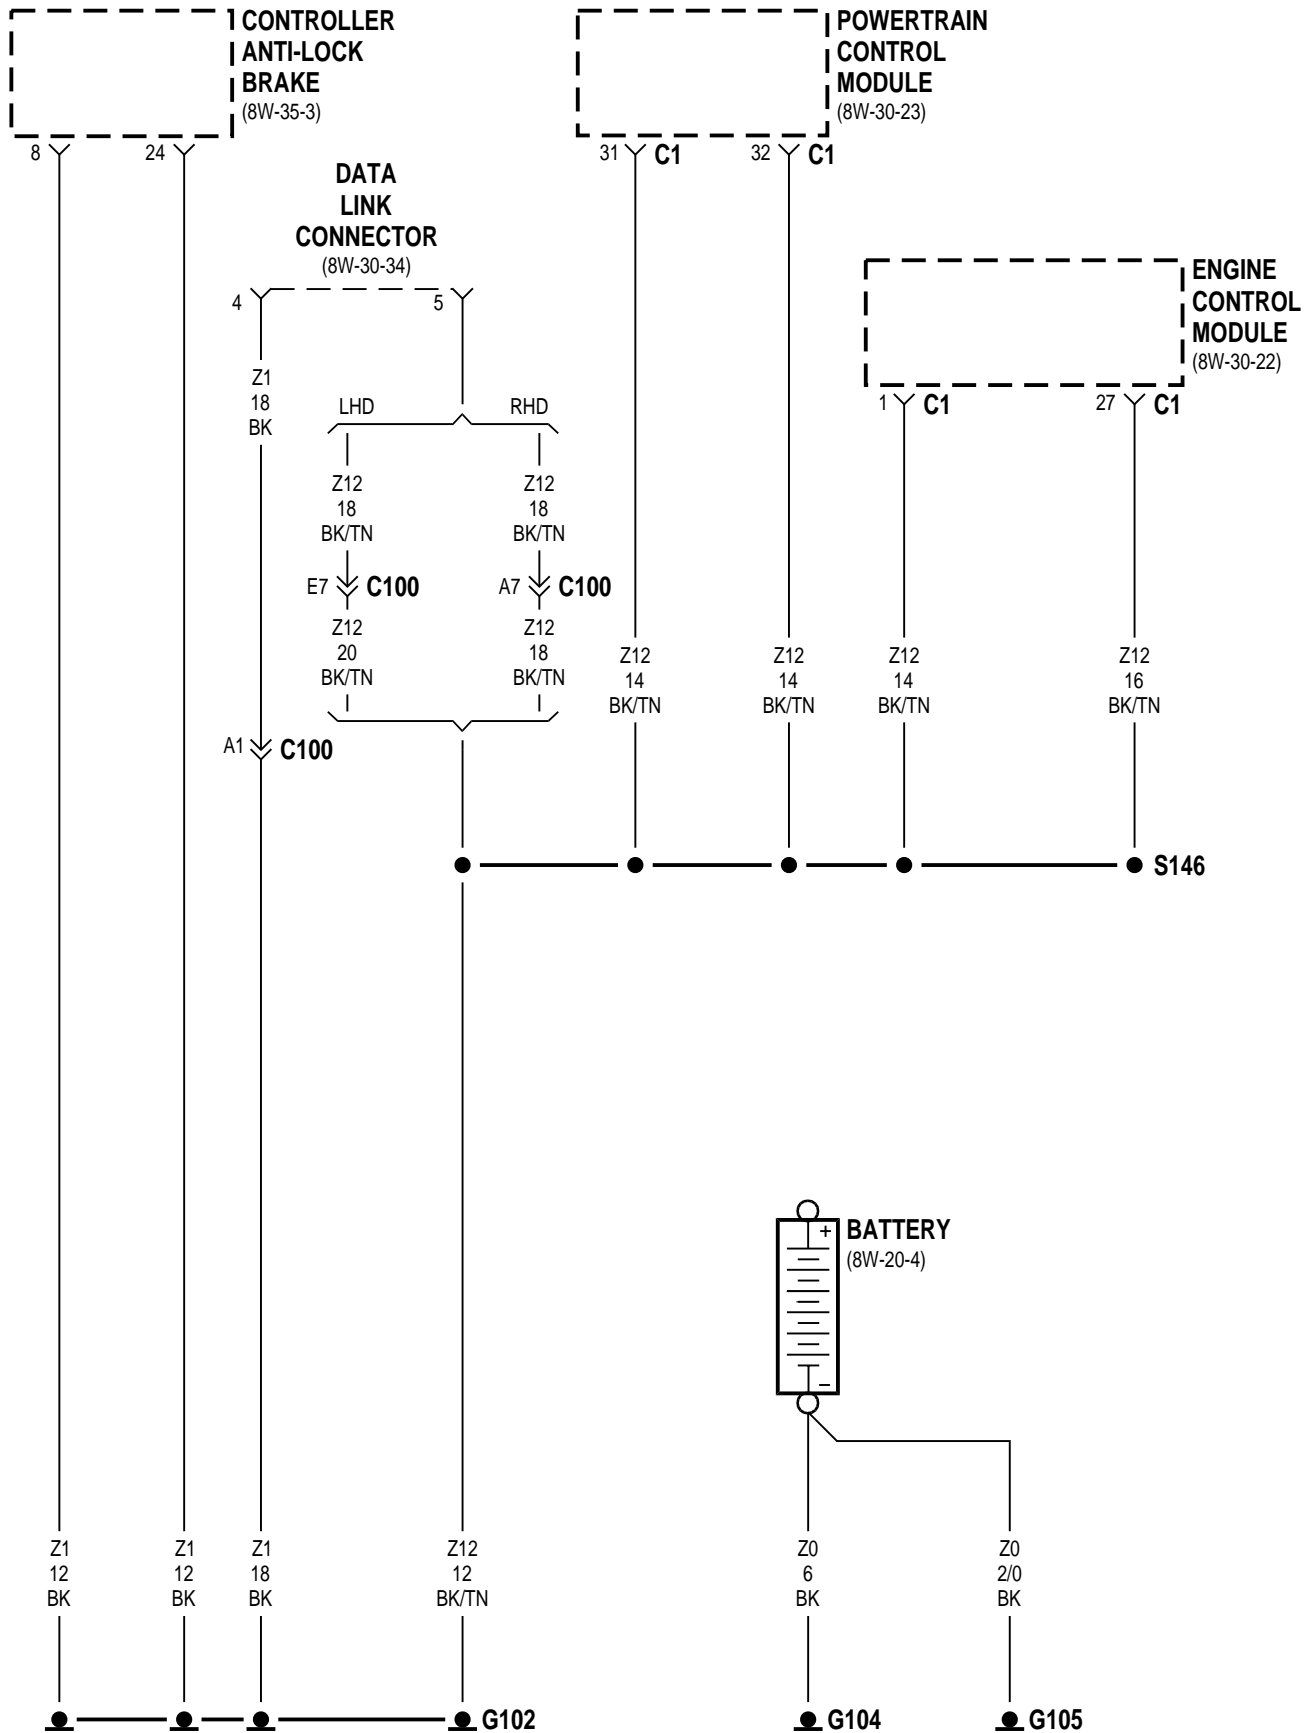 CONTROLLER
ANTI-LOCK
BRAKE
(8W-35-3)
POWERTRAIN
CONTROL
MODULE
(8W-30-23)
8
24
31
C1
32
C1
DATA
LINK
CONNECTOR
(8W-30-34)
4
5
ENGINE
CONTROL
MODULE
(8W-30-22)
1
C1
27
C1
Z1
18
BK
LHD
RHD
Z12
18
BK/TN
Z12
18
BK/TN
E7
C100
A7
C100
Z12
20
BK/TN
Z12
18
BK/TN
Z12
14
BK/TN
Z12
14
BK/TN
Z12
14
BK/TN
Z12
16
BK/TN
A1
C100
S146
+
BATTERY
(8W-20-4)
–
Z1
12
BK
Z1
12
BK
Z1
18
BK
Z12
12
BK/TN
Z0
6
BK
Z0
2/0
BK
G102
G104
G105